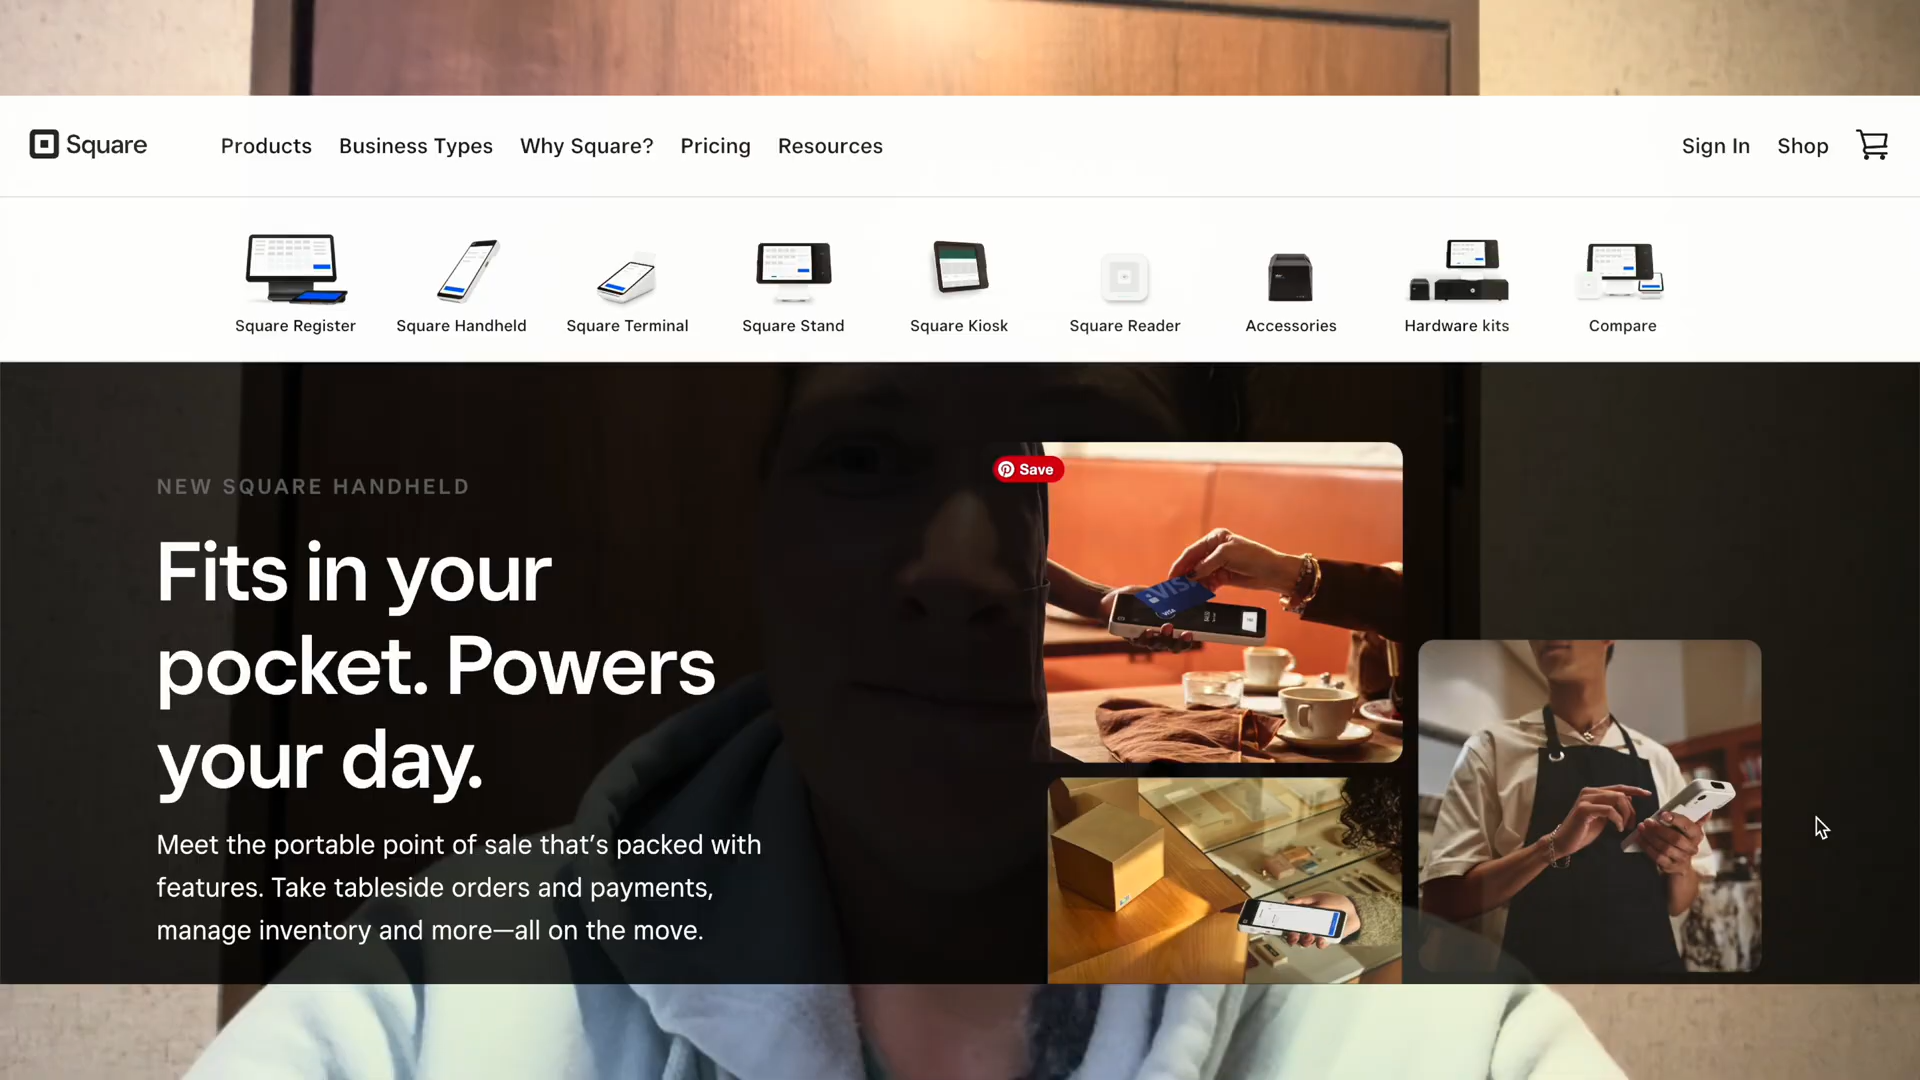 Square
Products
Business Types
Why Square?
Pricing
Resources
Sign In
Shop
Square Register
Square Handheld
Square Terminal
Square Stand
Square Kiosk
Square Reader
Accessories
Hardware kits
Compare
NEW SQUARE HANDHELD
Fits in your
pocket. Powers
your day.
Meet the portable point of sale that’s packed with
features. Take tableside orders and payments,
manage inventory and more—all on the move.
Save
VISA
VISA